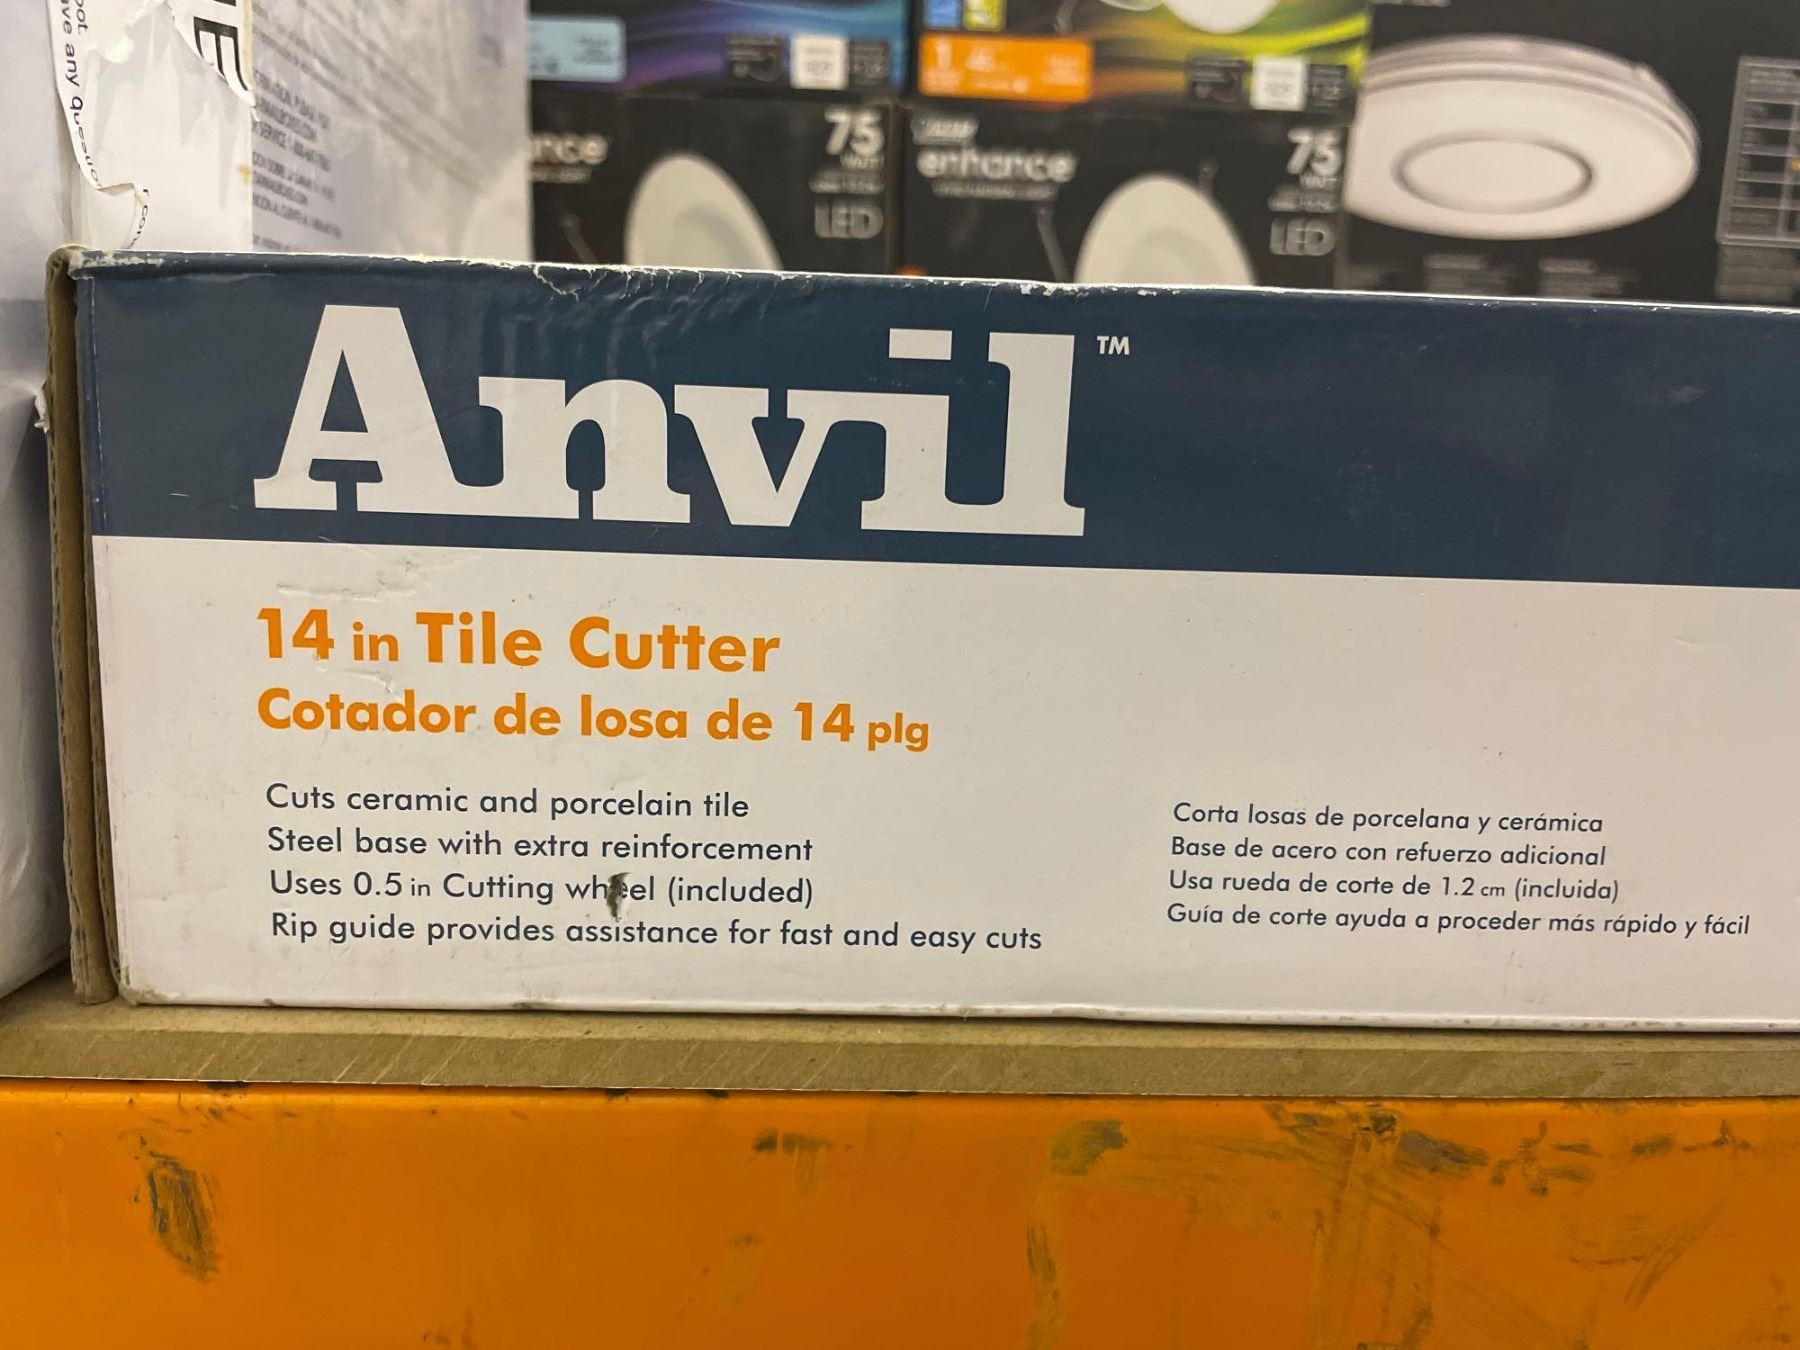 any
75
LED
enhance
75
WATT
LED
Anvil™
14 in Tile Cutter
Cotador de losa de 14 plg
Cuts ceramic and porcelain tile
Steel base with extra reinforcement
Uses 0.5 in Cutting wheel (included)
Rip guide provides assistance for fast and easy cuts
Corta losas de porcelana y cerámica
Base de acero con refuerzo adicional
Usa rueda de corte de 1.2 cm (incluida)
Guía de corte ayuda a proceder más rápido y fácil